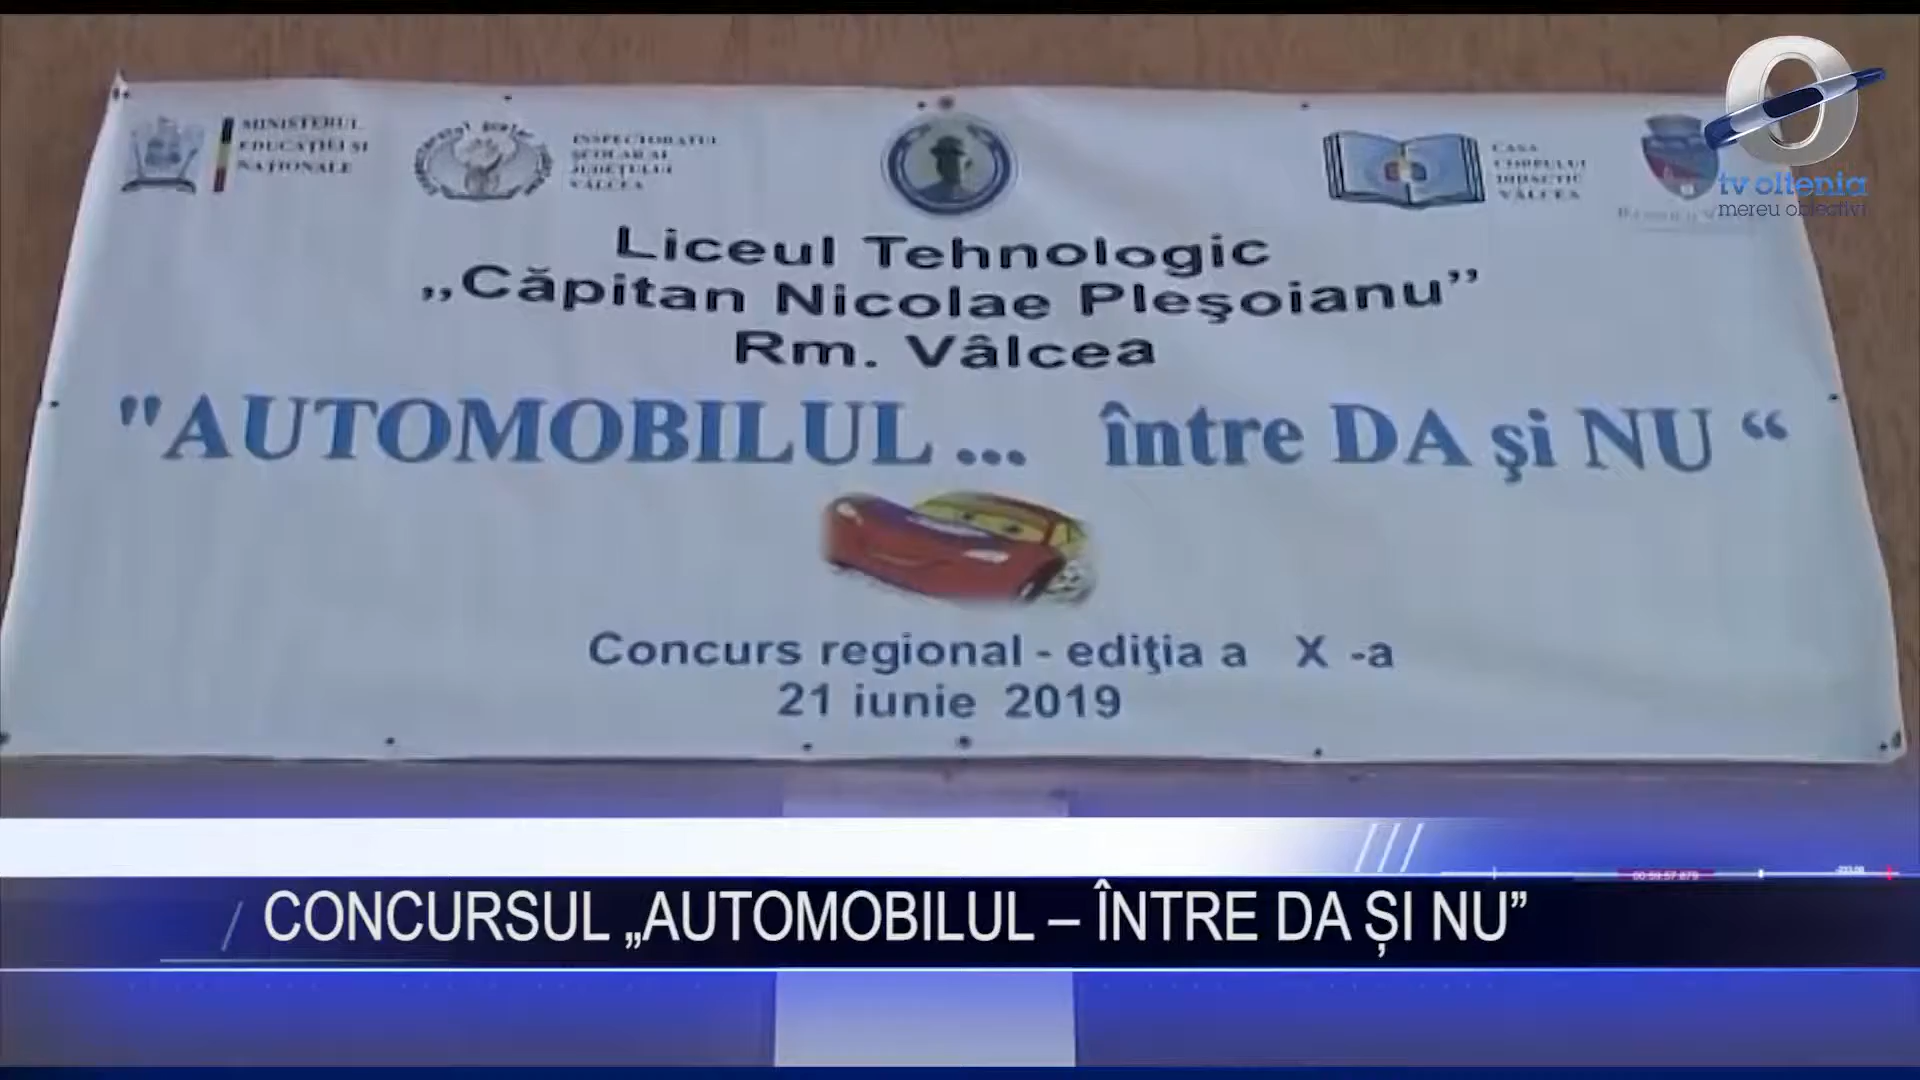 MINISTERUL
EDUCAȚIEI
NAȚIONALE
INSPECTORATUL
ȘCOLAR AL
JUDEȚULUI
VÂLCEA
CASA
CORPULUI
DIDACTIC
VÂLCEA
tv oltenia
mereu obiectivi
Liceul Tehnologic
,,Căpitan Nicolae Pleşoianu”
Rm. Vâlcea
"AUTOMOBILUL... între DA şi NU “
Concurs regional - ediţia a X -a
21 iunie 2019
CONCURSUL „AUTOMOBILUL – ÎNTRE DA ȘI NU”